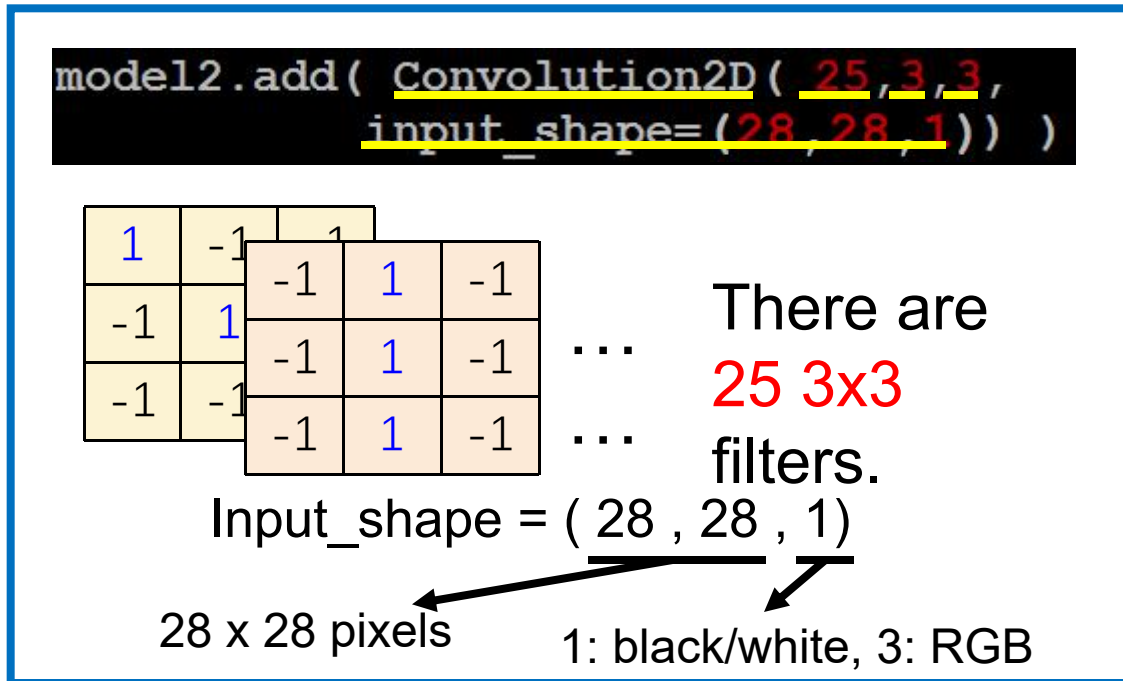 model2.add( Convolution2D( 25,3,3,
input_shape=(28,28,1)) )
1 -1 -1
-1 1
-1 -1
-1 1 -1
-1 1 -1
-1 1 -1
...
...
There are
25 3x3
filters.
Input_shape = ( 28 , 28 , 1)
28 x 28 pixels
1: black/white, 3: RGB